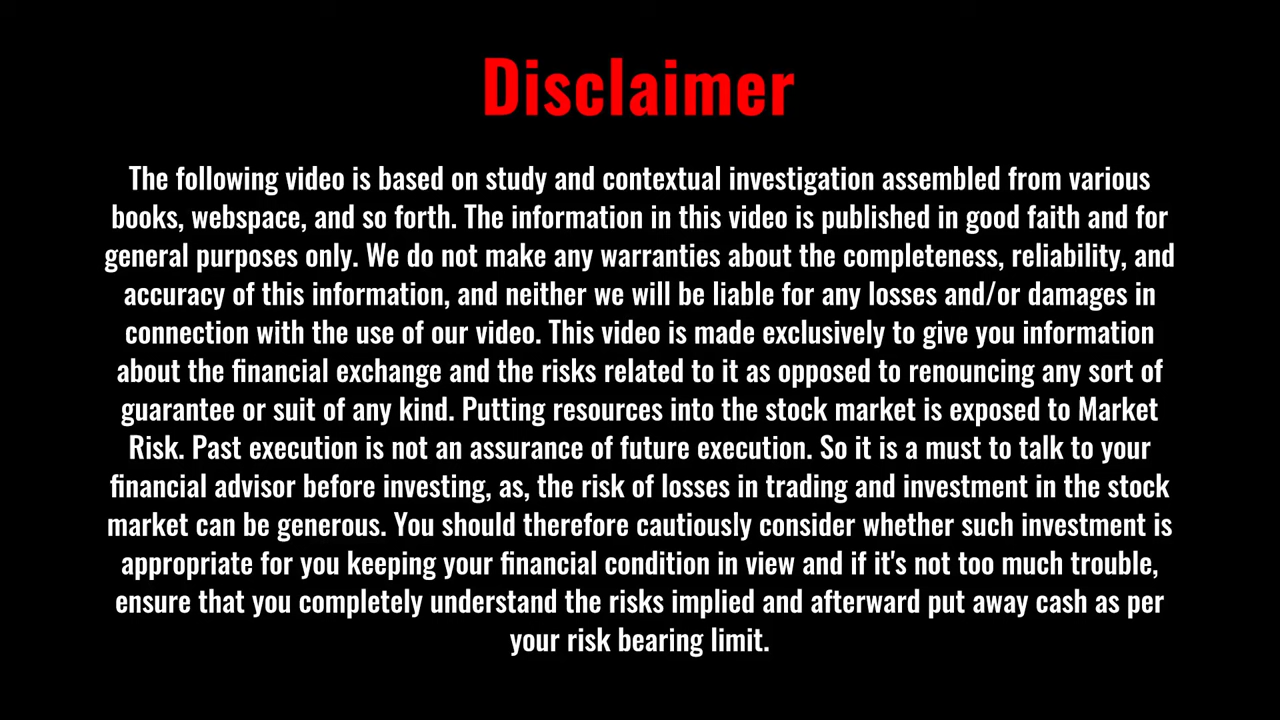 Disclaimer
The following video is based on study and contextual investigation assembled from various
books, webspace, and so forth. The information in this video is published in good faith and for
general purposes only. We do not make any warranties about the completeness, reliability, and
accuracy of this information, and neither we will be liable for any losses and/or damages in
connection with the use of our video. This video is made exclusively to give you information
about the financial exchange and the risks related to it as opposed to renouncing any sort of
guarantee or suit of any kind. Putting resources into the stock market is exposed to Market
Risk. Past execution is not an assurance of future execution. So it is a must to talk to your
financial advisor before investing, as, the risk of losses in trading and investment in the stock
market can be generous. You should therefore cautiously consider whether such investment is
appropriate for you keeping your financial condition in view and if it's not too much trouble,
ensure that you completely understand the risks implied and afterward put away cash as per
your risk bearing limit.